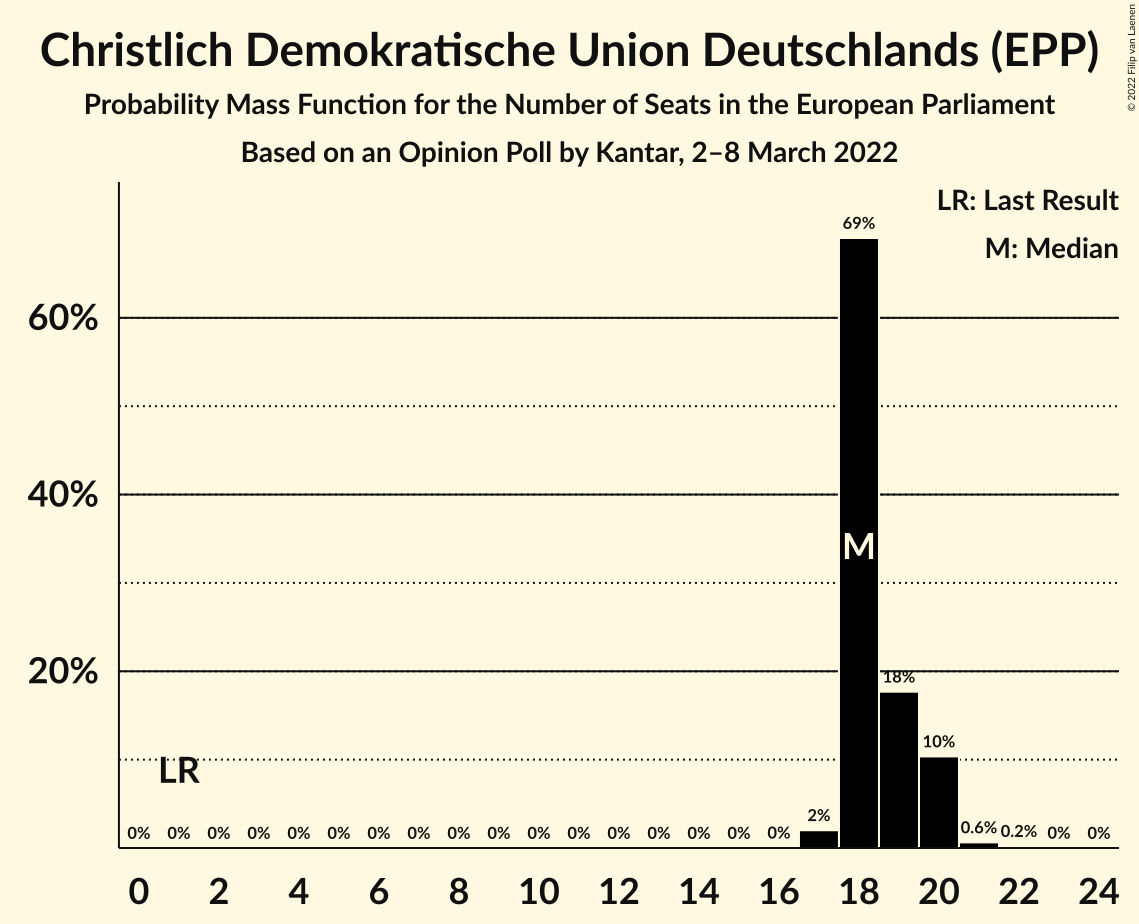 Christlich Demokratische Union Deutschlands (EPP)
Probability Mass Function for the Number of Seats in the European Parliament
Based on an Opinion Poll by Kantar, 2–8 March 2022
© 2022 Filip van Laenen
LR: Last Result
M: Median
69%
60%
40%
M
20%
18%
10%
LR
0% 0% 0% 0% 0% 0% 0% 0% 0% 0% 0% 0% 0% 0% 0% 0% 0% 2% 0.6% 0.2% 0% 0%
0 2 4 6 8 10 12 14 16 18 20 22 24